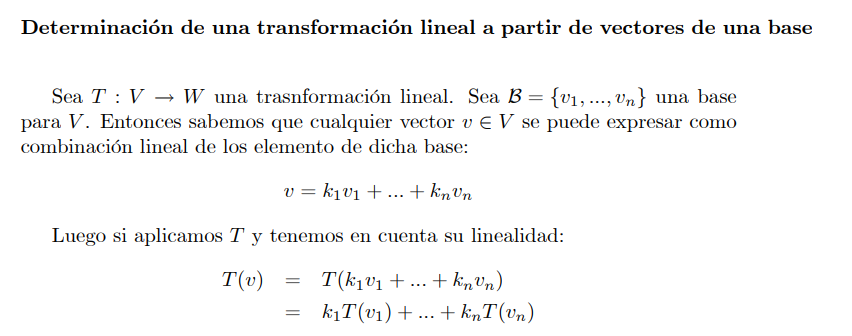 Determinación de una transformación lineal a partir de vectores de una base
Sea T : V → W una trasnformación lineal. Sea ℬ = {v₁, ..., vₙ} una base
para V. Entonces sabemos que cualquier vector v ∈ V se puede expresar como
combinación lineal de los elemento de dicha base:
v = k₁v₁ + ... + kₙvₙ
Luego si aplicamos T y tenemos en cuenta su linealidad:
T(v) = T(k₁v₁ + ... + kₙvₙ)
= k₁T(v₁) + ... + kₙT(vₙ)